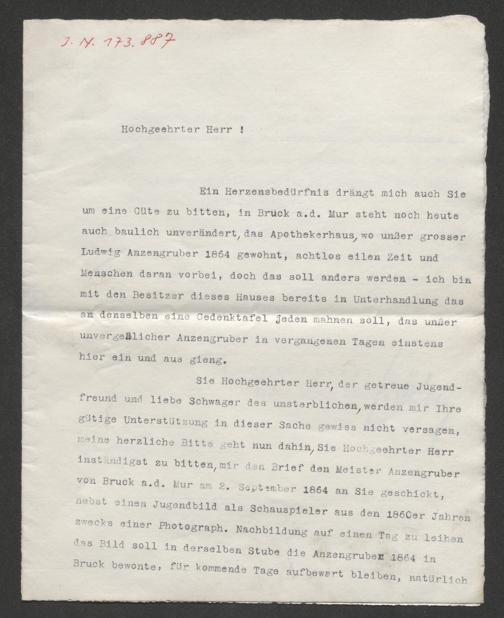 J.N. 173.887
Hochgeehrter Herr !
Ein Herzensbedürfnis drängt mich auch Sie
um eine Güte zu bitten, in Bruck a.d. Mur steht noch heute
auch baulich unverändert, das Apothekerhaus, wo unßer grosser
Ludwig Anzengruber 1864 gewohnt, achtlos eilen Zeit und
Menschen daran vorbei, doch das soll anders werden - ich bin
mit den Besitzer dieses Hauses bereits in Unterhandlung das
an denselben eine Gedenktafel jeden mahnen soll, das unßer
unvergeßlicher Anzengruber in vergangenen Tagen einstens
hier ein und aus gieng.
Sie Hochgeehrter Herr, der getreue Jugend-
freund und liebe Schwager des unsterblichen, werden mir Ihre
gütige Unterstützung in dieser Sache gewiss nicht versagen,
meine herzliche Bitte geht nun dahin, Sie Hochgeehrter Herr
inständigst zu bitten, mir den Brief den Meister Anzengruber
von Bruck a.d. Mur am 2. September 1864 an Sie geschickt,
nebst einen Jugendbild als Schauspieler aus den 1860er Jahren
zwecks einer Photograph. Nachbildung auf einen Tag zu leihen
das Bild soll in derselben Stube die Anzengruber 1864 in
Bruck bewonte, für kommende Tage aufbewart bleiben, natürlich